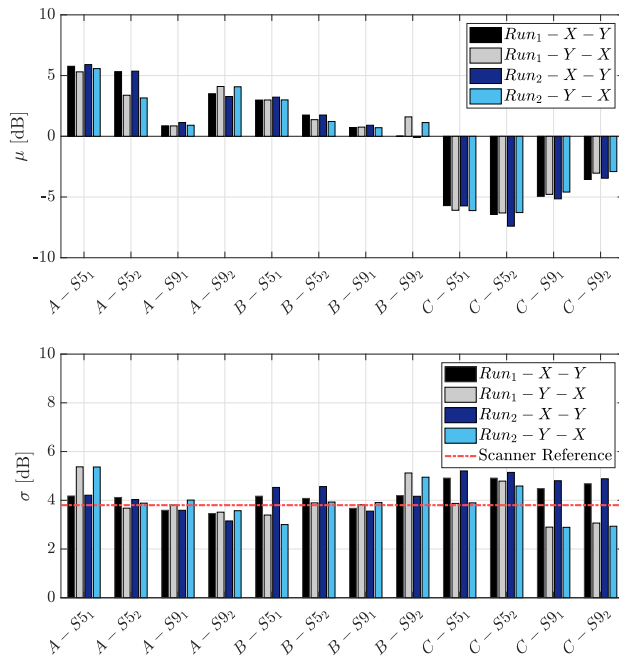 10
5
0
-5
-10
μ [dB]
Run₁ − X − Y
Run₁ − Y − X
Run₂ − X − Y
Run₂ − Y − X
A − S5₁
A − S5₂
A − S9₁
A − S9₂
B − S5₁
B − S5₂
B − S9₁
B − S9₂
C − S5₁
C − S5₂
C − S9₁
C − S9₂
10
8
6
4
2
0
σ [dB]
Run₁ − X − Y
Run₁ − Y − X
Run₂ − X − Y
Run₂ − Y − X
Scanner Reference
A − S5₁
A − S5₂
A − S9₁
A − S9₂
B − S5₁
B − S5₂
B − S9₁
B − S9₂
C − S5₁
C − S5₂
C − S9₁
C − S9₂